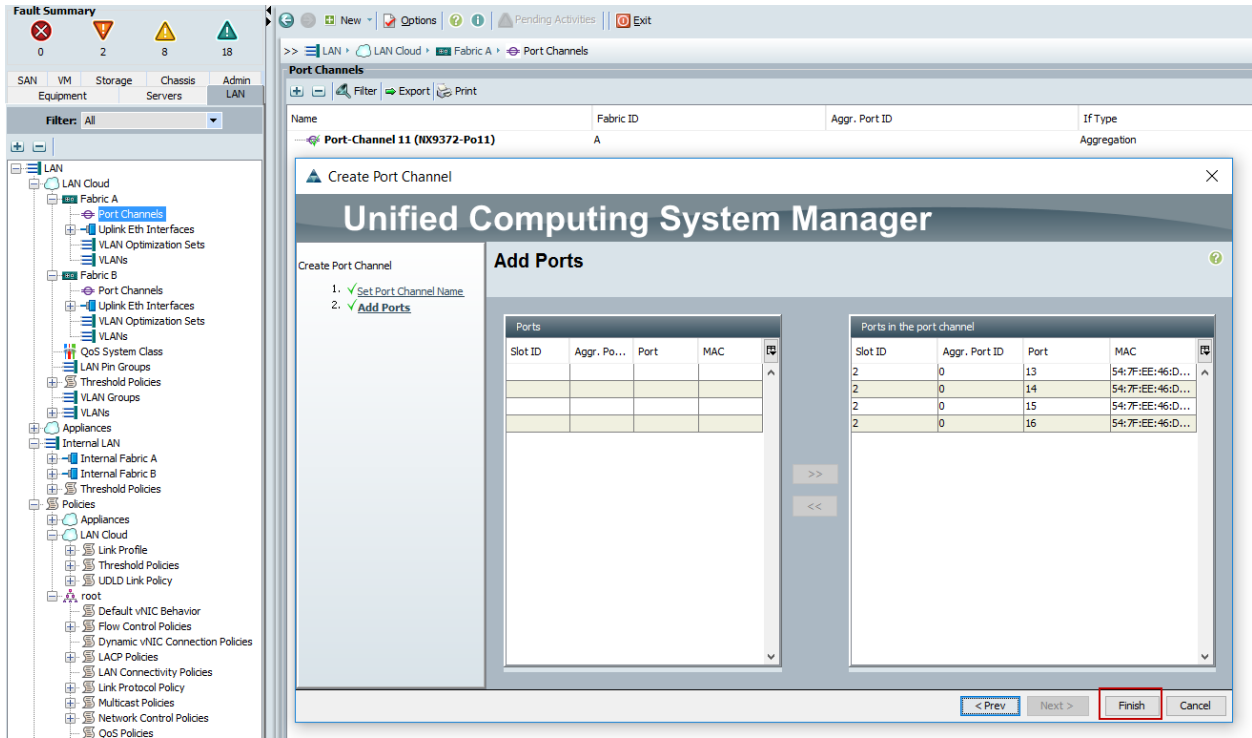 Fault Summary
0 2 8 18
SAN VM Storage Chassis Admin
Equipment Servers LAN
Filter: All
LAN
LAN Cloud
Fabric A
Port Channels
Uplink Eth Interfaces
VLAN Optimization Sets
VLANs
Fabric B
Port Channels
Uplink Eth Interfaces
VLAN Optimization Sets
VLANs
QoS System Class
LAN Pin Groups
Threshold Policies
VLAN Groups
VLANs
Appliances
Internal LAN
Internal Fabric A
Internal Fabric B
Threshold Policies
Policies
Appliances
LAN Cloud
Link Profile
Threshold Policies
UDLD Link Policy
root
Default vNIC Behavior
Flow Control Policies
Dynamic vNIC Connection Policies
LACP Policies
LAN Connectivity Policies
Link Protocol Policy
Multicast Policies
Network Control Policies
QoS Policies
New Options Pending Activities Exit
>> LAN LAN Cloud Fabric A Port Channels
Port Channels
Filter Export Print
Name Fabric ID Aggr. Port ID If Type
Port-Channel 11 (NX9372-Po11) A Aggregation
Create Port Channel
Unified Computing System Manager
Create Port Channel
1. Set Port Channel Name
2. Add Ports
Add Ports
Ports
Slot ID Aggr. Po... Port MAC
>>
<<
Ports in the port channel
Slot ID Aggr. Port ID Port MAC
2 0 13 54:7F:EE:46:D...
2 0 14 54:7F:EE:46:D...
2 0 15 54:7F:EE:46:D...
2 0 16 54:7F:EE:46:D...
< Prev Next > Finish Cancel